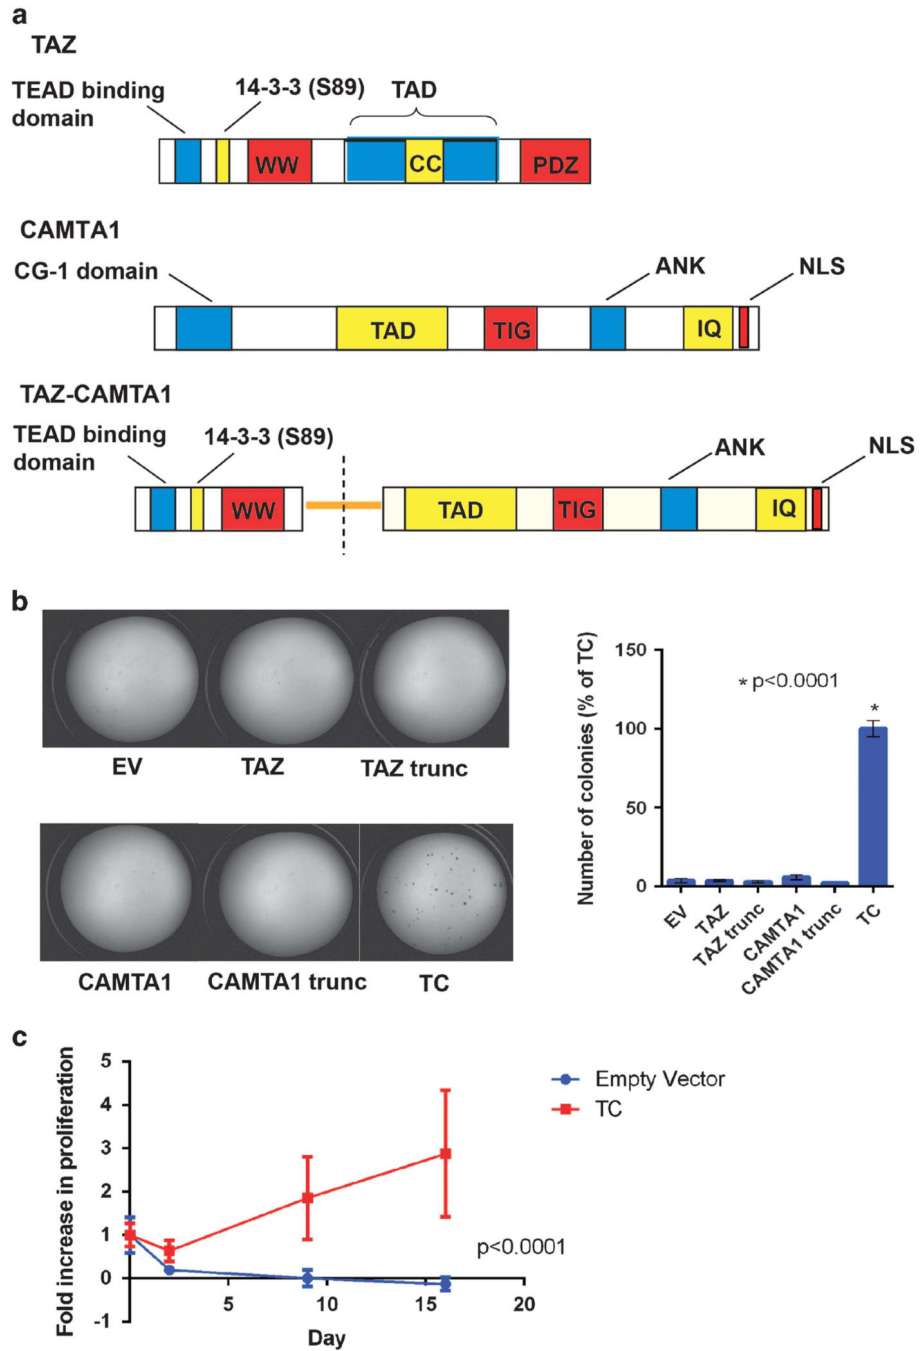 a
TAZ
TEAD binding
domain
14-3-3 (S89)
TAD
WW
CC
PDZ
CAMTA1
CG-1 domain
ANK
NLS
TAD
TIG
IQ
TAZ-CAMTA1
TEAD binding
domain
14-3-3 (S89)
ANK
NLS
WW
TAD
TIG
IQ
b
EV
TAZ
TAZ trunc
CAMTA1
CAMTA1 trunc
TC
Number of colonies (% of TC)
150
100
50
0
* p<0.0001
*
EV
TAZ
TAZ trunc
CAMTA1
CAMTA1 trunc
TC
c
Fold increase in proliferation
5
4
3
2
1
0
-1
5
10
15
20
Day
p<0.0001
Empty Vector
TC